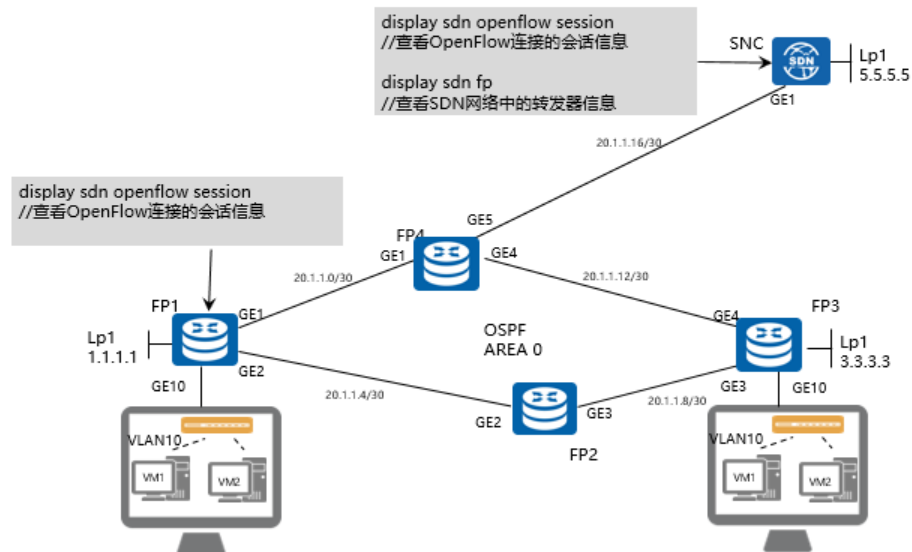 display sdn openflow session
//查看OpenFlow连接的会话信息
display sdn fp
//查看SDN网络中的转发器信息
SNC
SDN
Lp1
5.5.5.5
GE1
20.1.1.16/30
display sdn openflow session
//查看OpenFlow连接的会话信息
GE5
FP4
GE1
GE4
20.1.1.0/30
20.1.1.12/30
FP1
GE1
FP3
GE4
Lp1
1.1.1.1
OSPF
AREA 0
Lp1
3.3.3.3
GE2
GE10
20.1.1.4/30
GE2
GE3
20.1.1.8/30
GE3
GE10
FP2
VLAN10
VM1
VM2
VLAN10
VM1
VM2